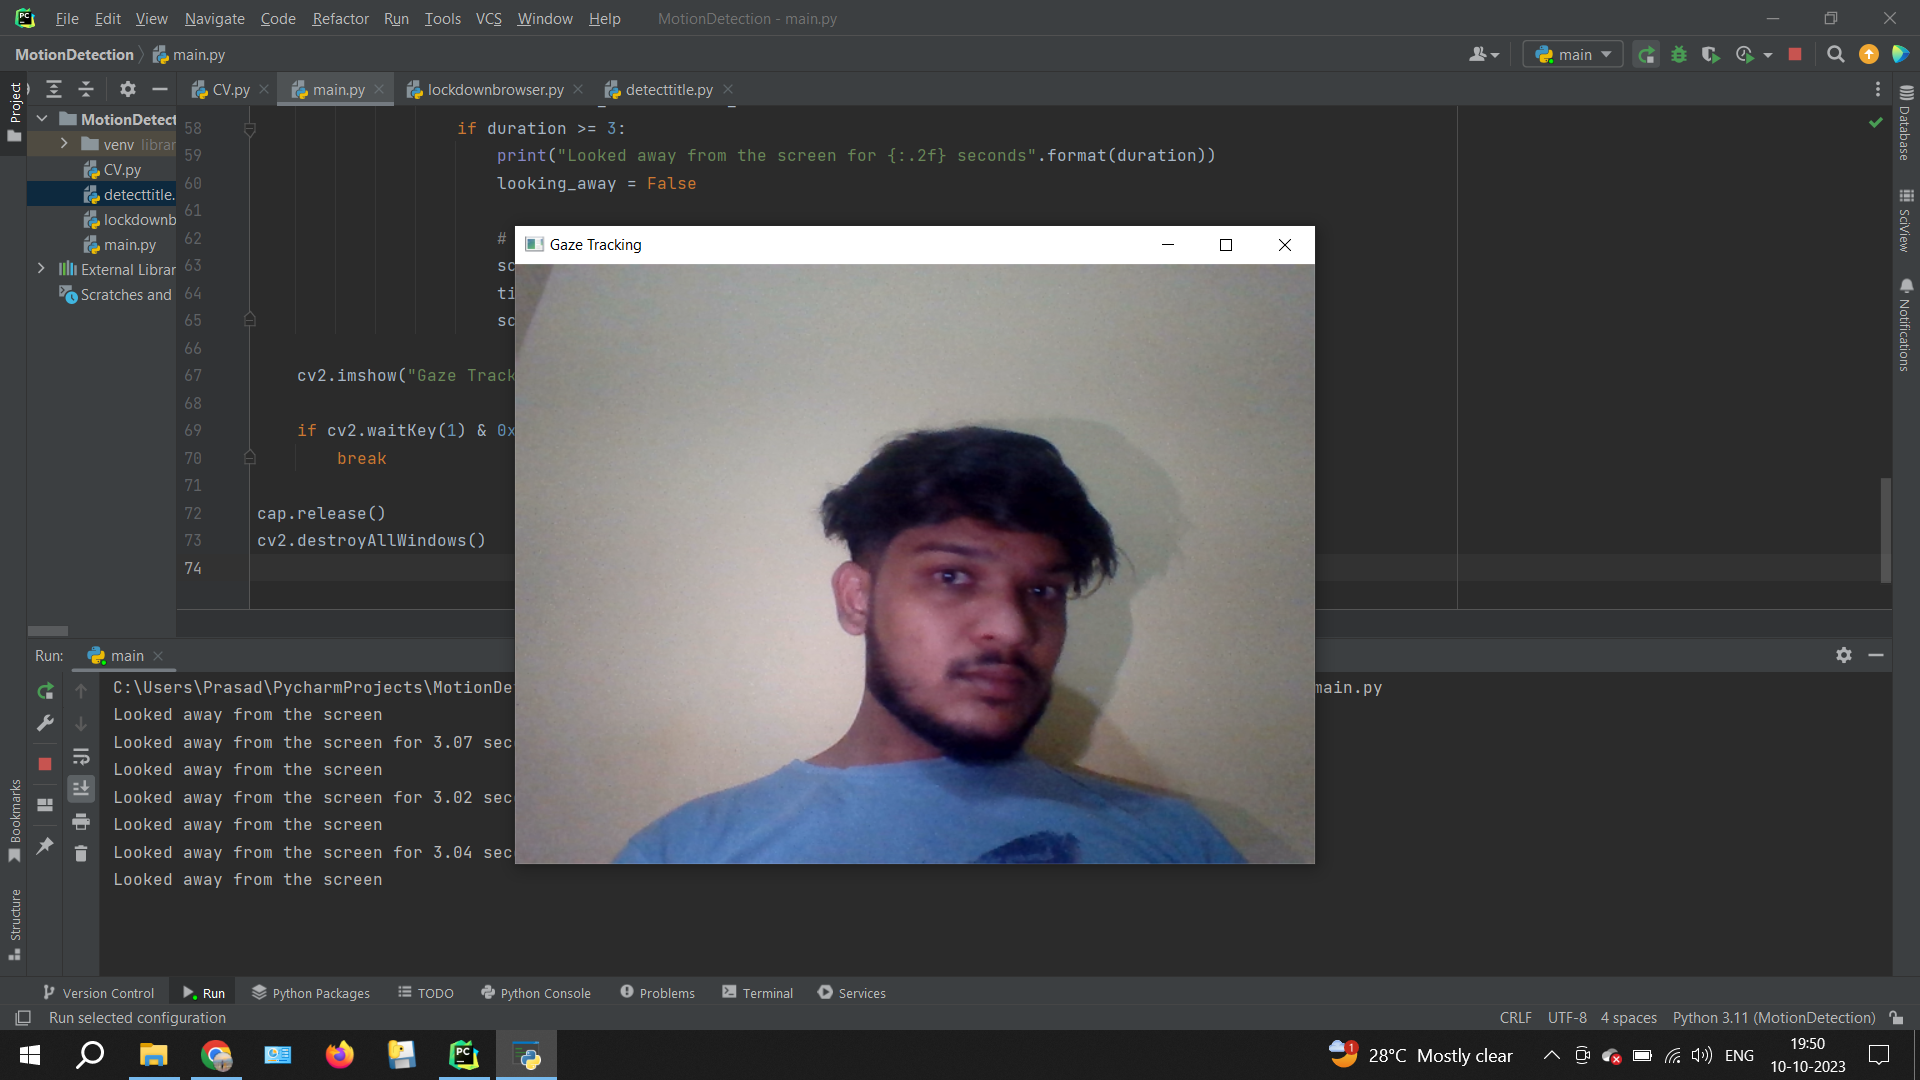 File Edit View Navigate Code Refactor Run Tools VCS Window Help MotionDetection - main.py
MotionDetection main.py
main
Project
CV.py main.py lockdownbrowser.py detecttitle.py
MotionDetect
venv librar
CV.py
detecttitle.
lockdownb
main.py
External Librar
Scratches and
58 if duration >= 3:
59 print("Looked away from the screen for {:.2f} seconds".format(duration))
60 looking_away = False
61
62 #
63 sc
64 ti
65 sc
66
67 cv2.imshow("Gaze Track
68
69 if cv2.waitKey(1) & 0x
70 break
71
72 cap.release()
73 cv2.destroyAllWindows()
74
Gaze Tracking
Database
SciView
Notifications
Run: main
C:\Users\Prasad\PycharmProjects\MotionDe main.py
Looked away from the screen
Looked away from the screen for 3.07 sec
Looked away from the screen
Looked away from the screen for 3.02 sec
Looked away from the screen
Looked away from the screen for 3.04 sec
Looked away from the screen
Bookmarks
Structure
Version Control Run Python Packages TODO Python Console Problems Terminal Services
Run selected configuration CRLF UTF-8 4 spaces Python 3.11 (MotionDetection)
PC
1 28°C Mostly clear ENG 19:50
10-10-2023